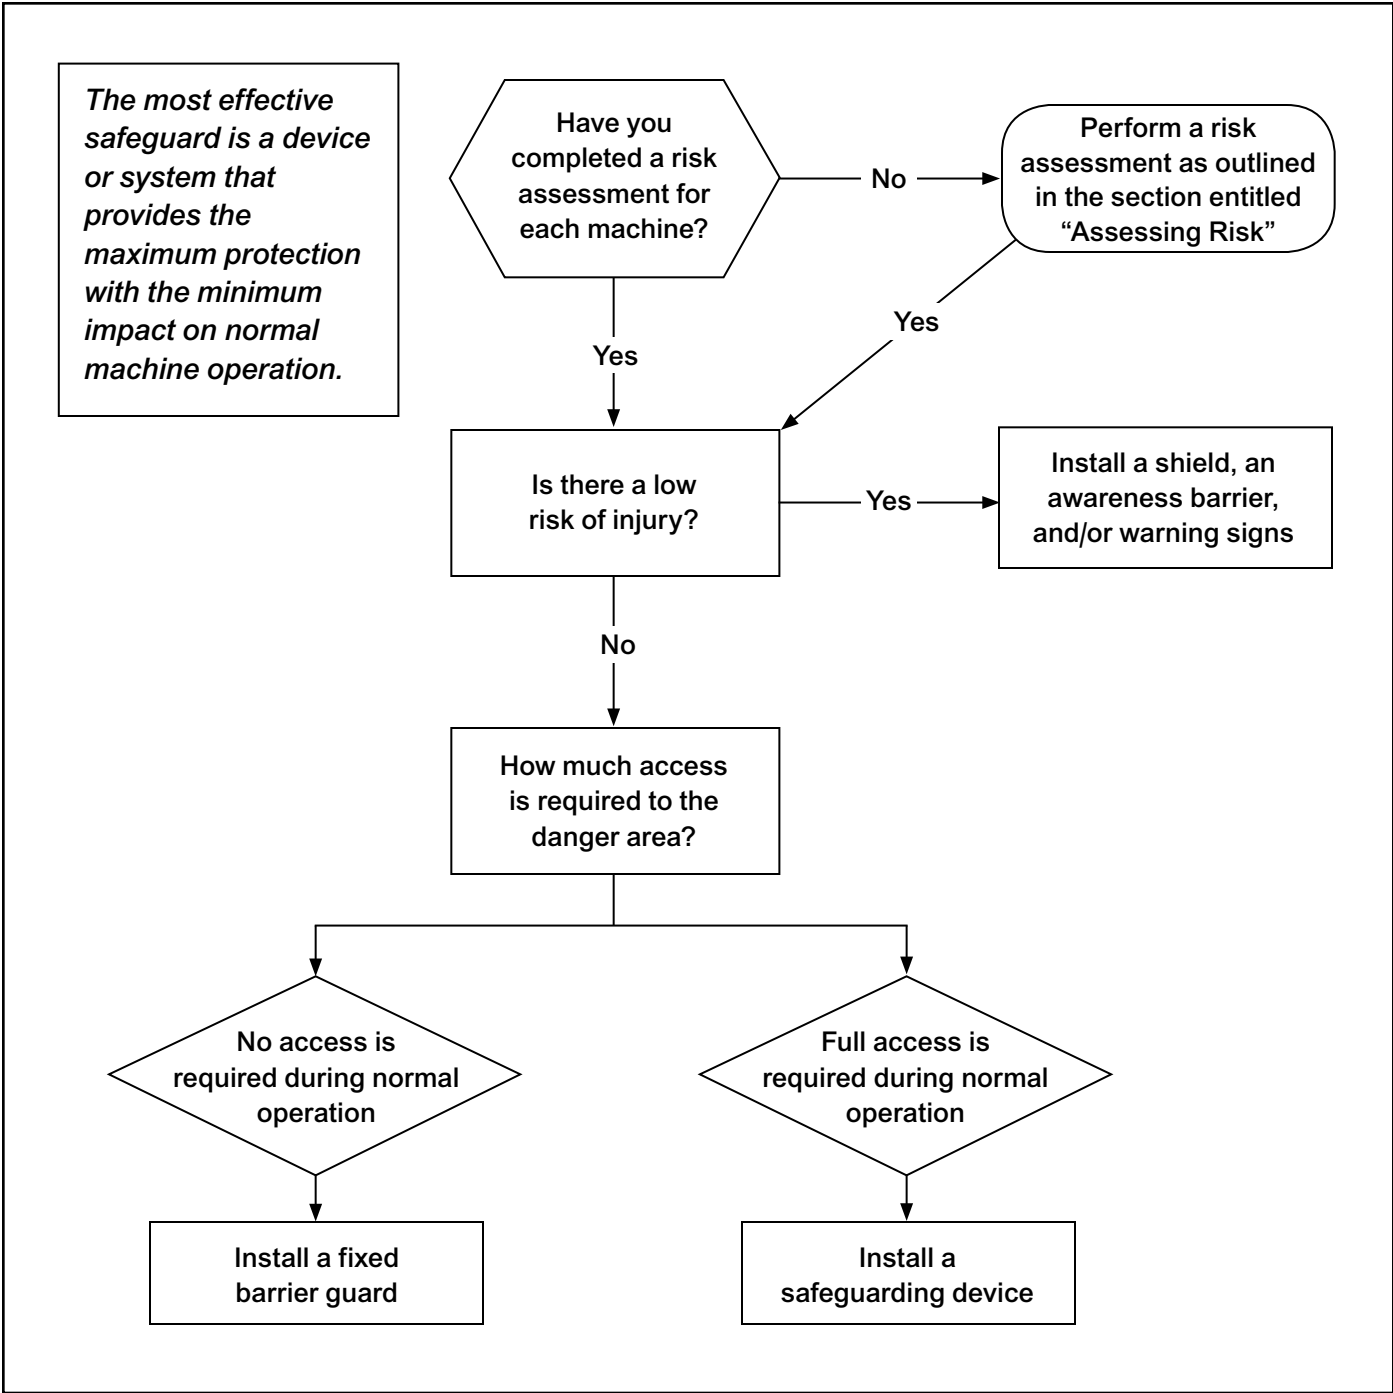 The most effective
safeguard is a device
or system that
provides the
maximum protection
with the minimum
impact on normal
machine operation.
Have you
completed a risk
assessment for
each machine?
No
Perform a risk
assessment as outlined
in the section entitled
“Assessing Risk”
Yes
Yes
Is there a low
risk of injury?
Yes
Install a shield, an
awareness barrier,
and/or warning signs
No
How much access
is required to the
danger area?
No access is
required during normal
operation
Full access is
required during normal
operation
Install a fixed
barrier guard
Install a
safeguarding device